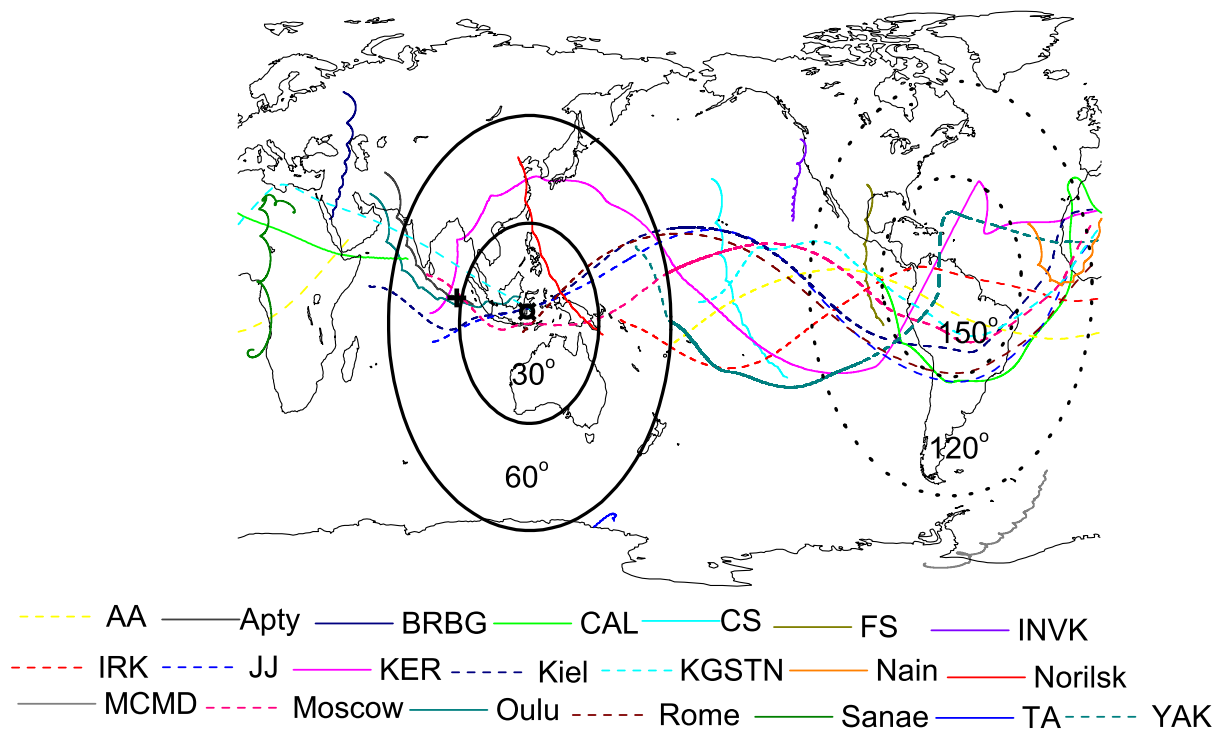 150°
30°
120°
60°
AA Apty BRBG CAL CS FS INVK
IRK JJ KER Kiel KGSTN Nain Norilsk
MCMD Moscow Oulu Rome Sanae TA YAK